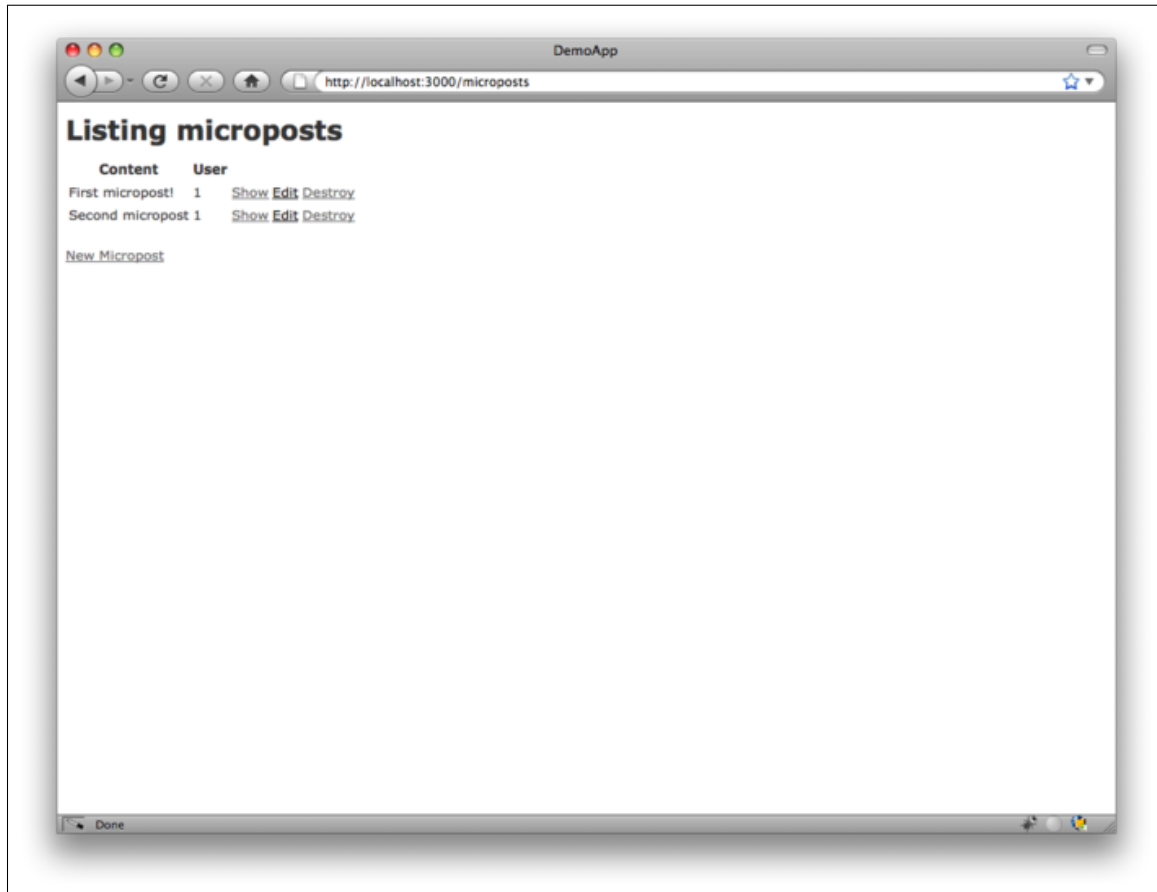 DemoApp
http://localhost:3000/microposts
Listing microposts
Content User
First micropost! 1 Show Edit Destroy
Second micropost 1 Show Edit Destroy
New Micropost
Done